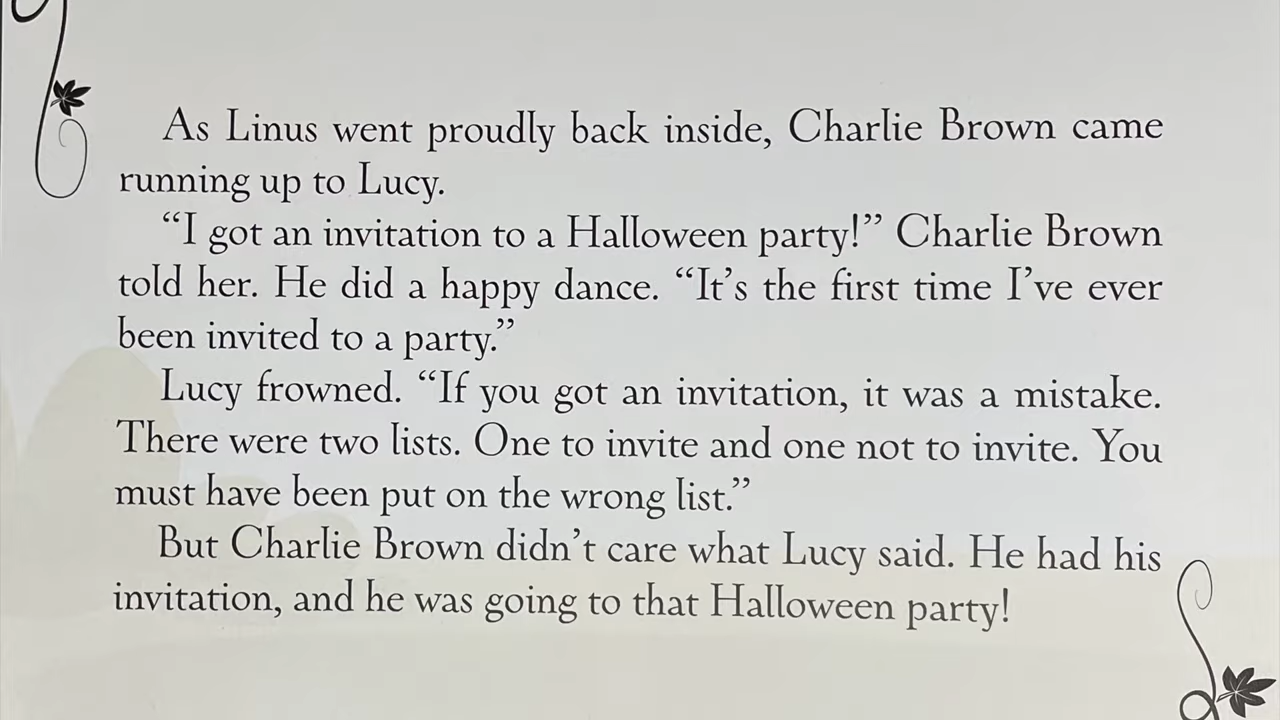 As Linus went proudly back inside, Charlie Brown came
running up to Lucy.
“I got an invitation to a Halloween party!” Charlie Brown
told her. He did a happy dance. “It’s the first time I’ve ever
been invited to a party.”
Lucy frowned. “If you got an invitation, it was a mistake.
There were two lists. One to invite and one not to invite. You
must have been put on the wrong list.”
But Charlie Brown didn’t care what Lucy said. He had his
invitation, and he was going to that Halloween party!